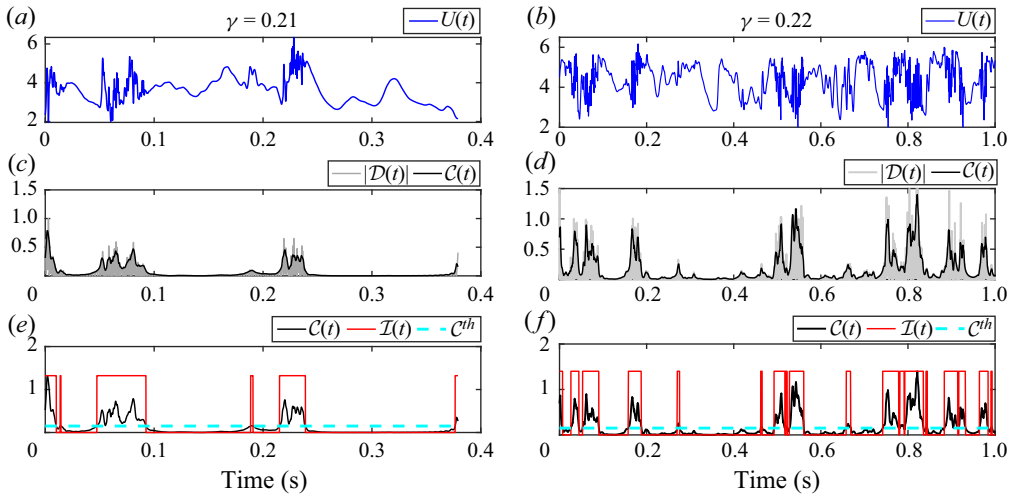 (a) γ = 0.21 U(t)
6
4
2
0 0.1 0.2 0.3 0.4
(b) γ = 0.22 U(t)
6
4
2
0 0.2 0.4 0.6 0.8 1.0
(c) |𝒟(t)| 𝒞(t)
1.5
1.0
0.5
0 0.1 0.2 0.3 0.4
(d) |𝒟(t)| 𝒞(t)
1.5
1.0
0.5
0 0.2 0.4 0.6 0.8 1.0
(e) 𝒞(t) ℐ(t) 𝒞ᵗʰ
2
1
0 0.1 0.2 0.3 0.4
Time (s)
(f) 𝒞(t) ℐ(t) 𝒞ᵗʰ
2
1
0 0.2 0.4 0.6 0.8 1.0
Time (s)